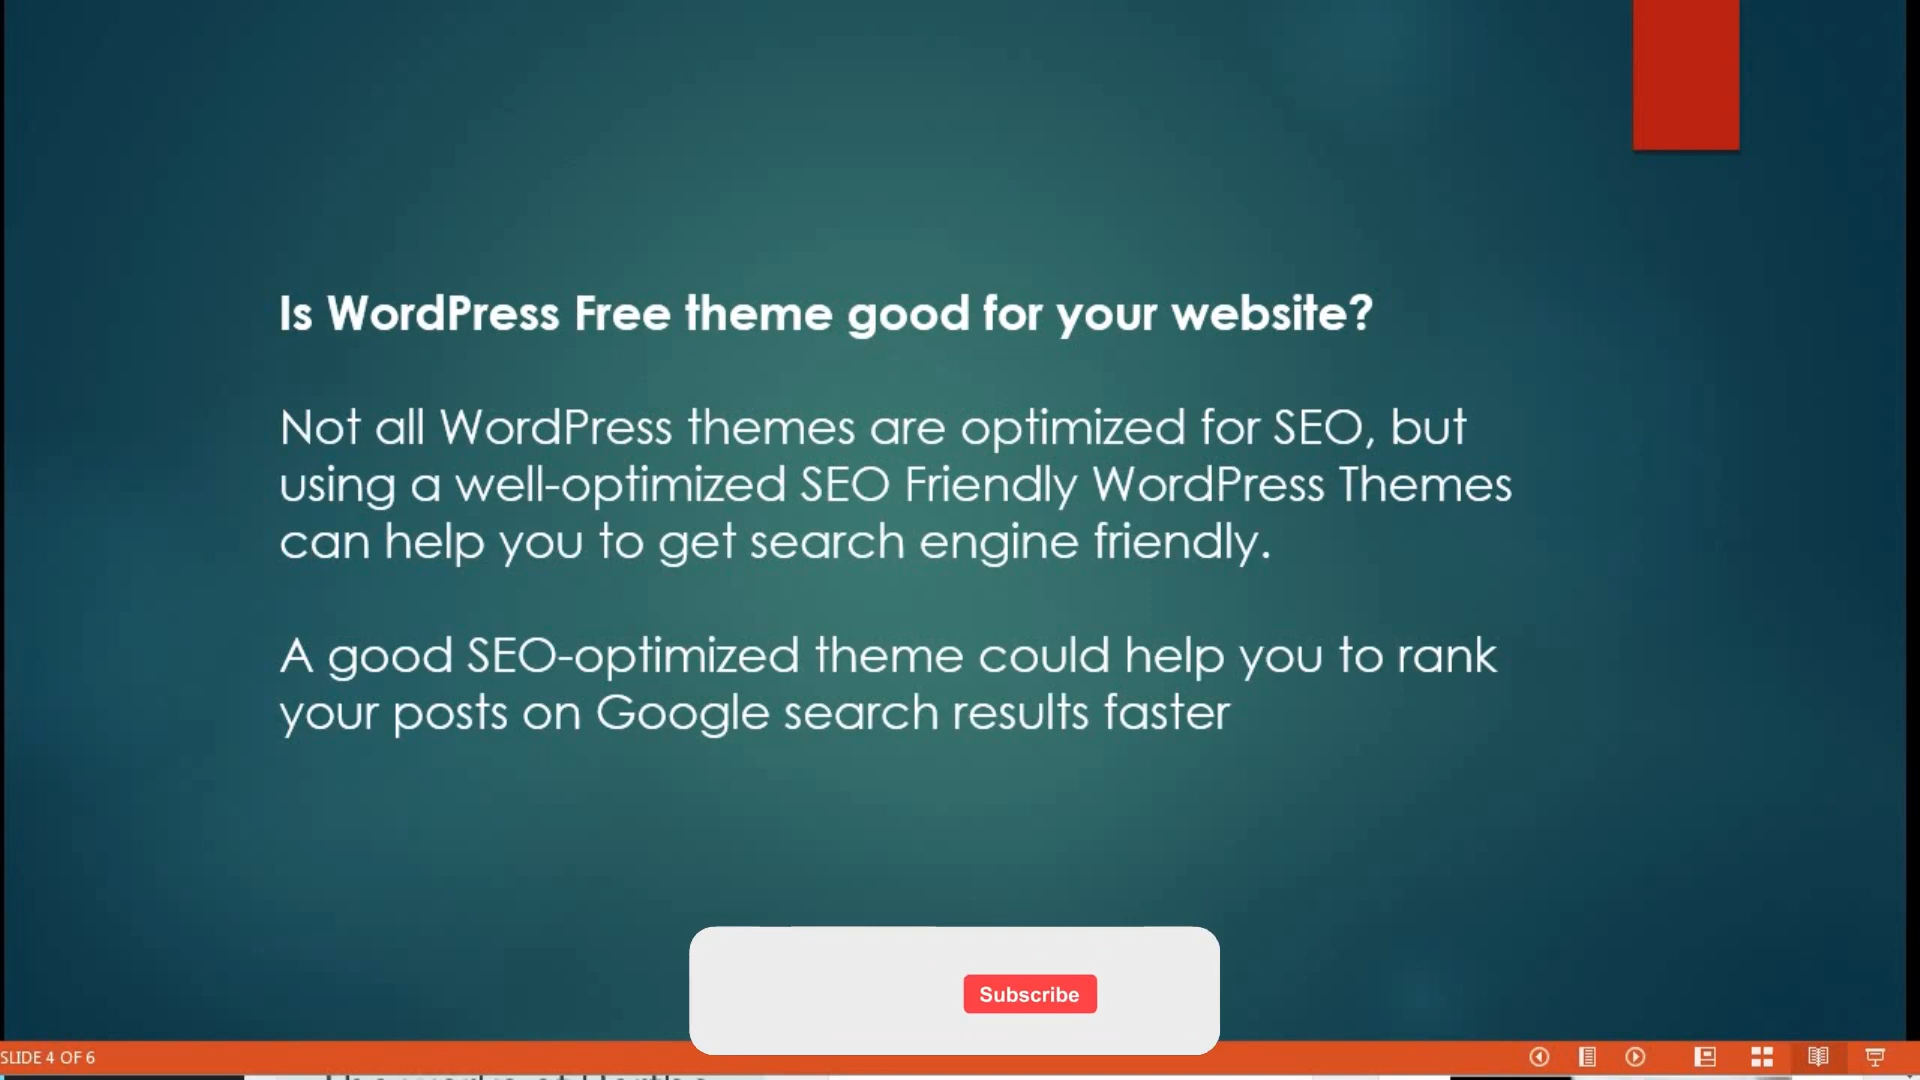 Is WordPress Free theme good for your website?
Not all WordPress themes are optimized for SEO, but
using a well-optimized SEO Friendly WordPress Themes
can help you to get search engine friendly.
A good SEO-optimized theme could help you to rank
your posts on Google search results faster
Subscribe
SLIDE 4 OF 6